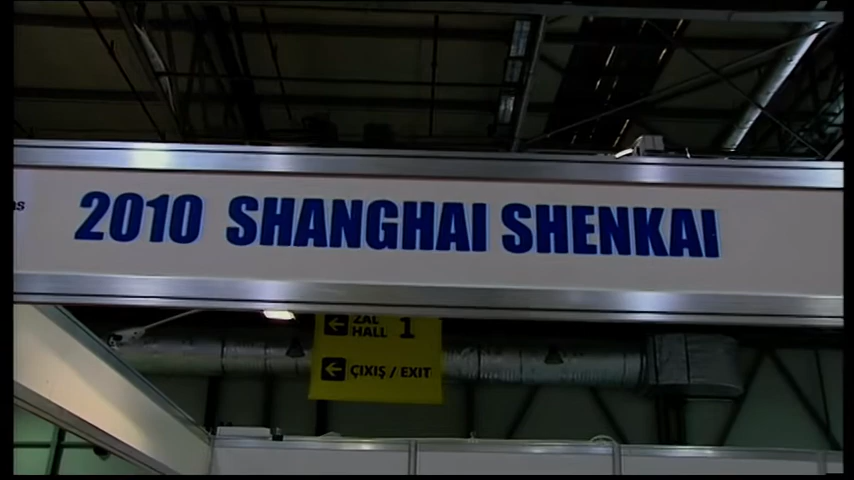 2010 SHANGHAI SHENKAI
ZAL
HALL 1
ÇIXIŞ / EXIT